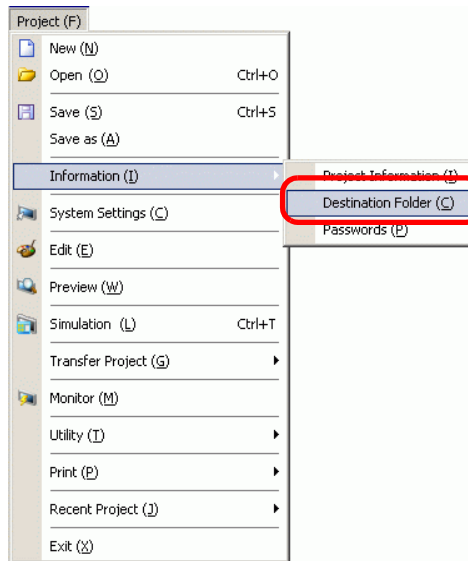 Project (F)
New (N)
Open (O) Ctrl+O
Save (S) Ctrl+S
Save as (A)
Information (I)
Project Information (I)
Destination Folder (C)
Passwords (P)
System Settings (C)
Edit (E)
Preview (W)
Simulation (L) Ctrl+T
Transfer Project (G)
Monitor (M)
Utility (T)
Print (P)
Recent Project (J)
Exit (X)